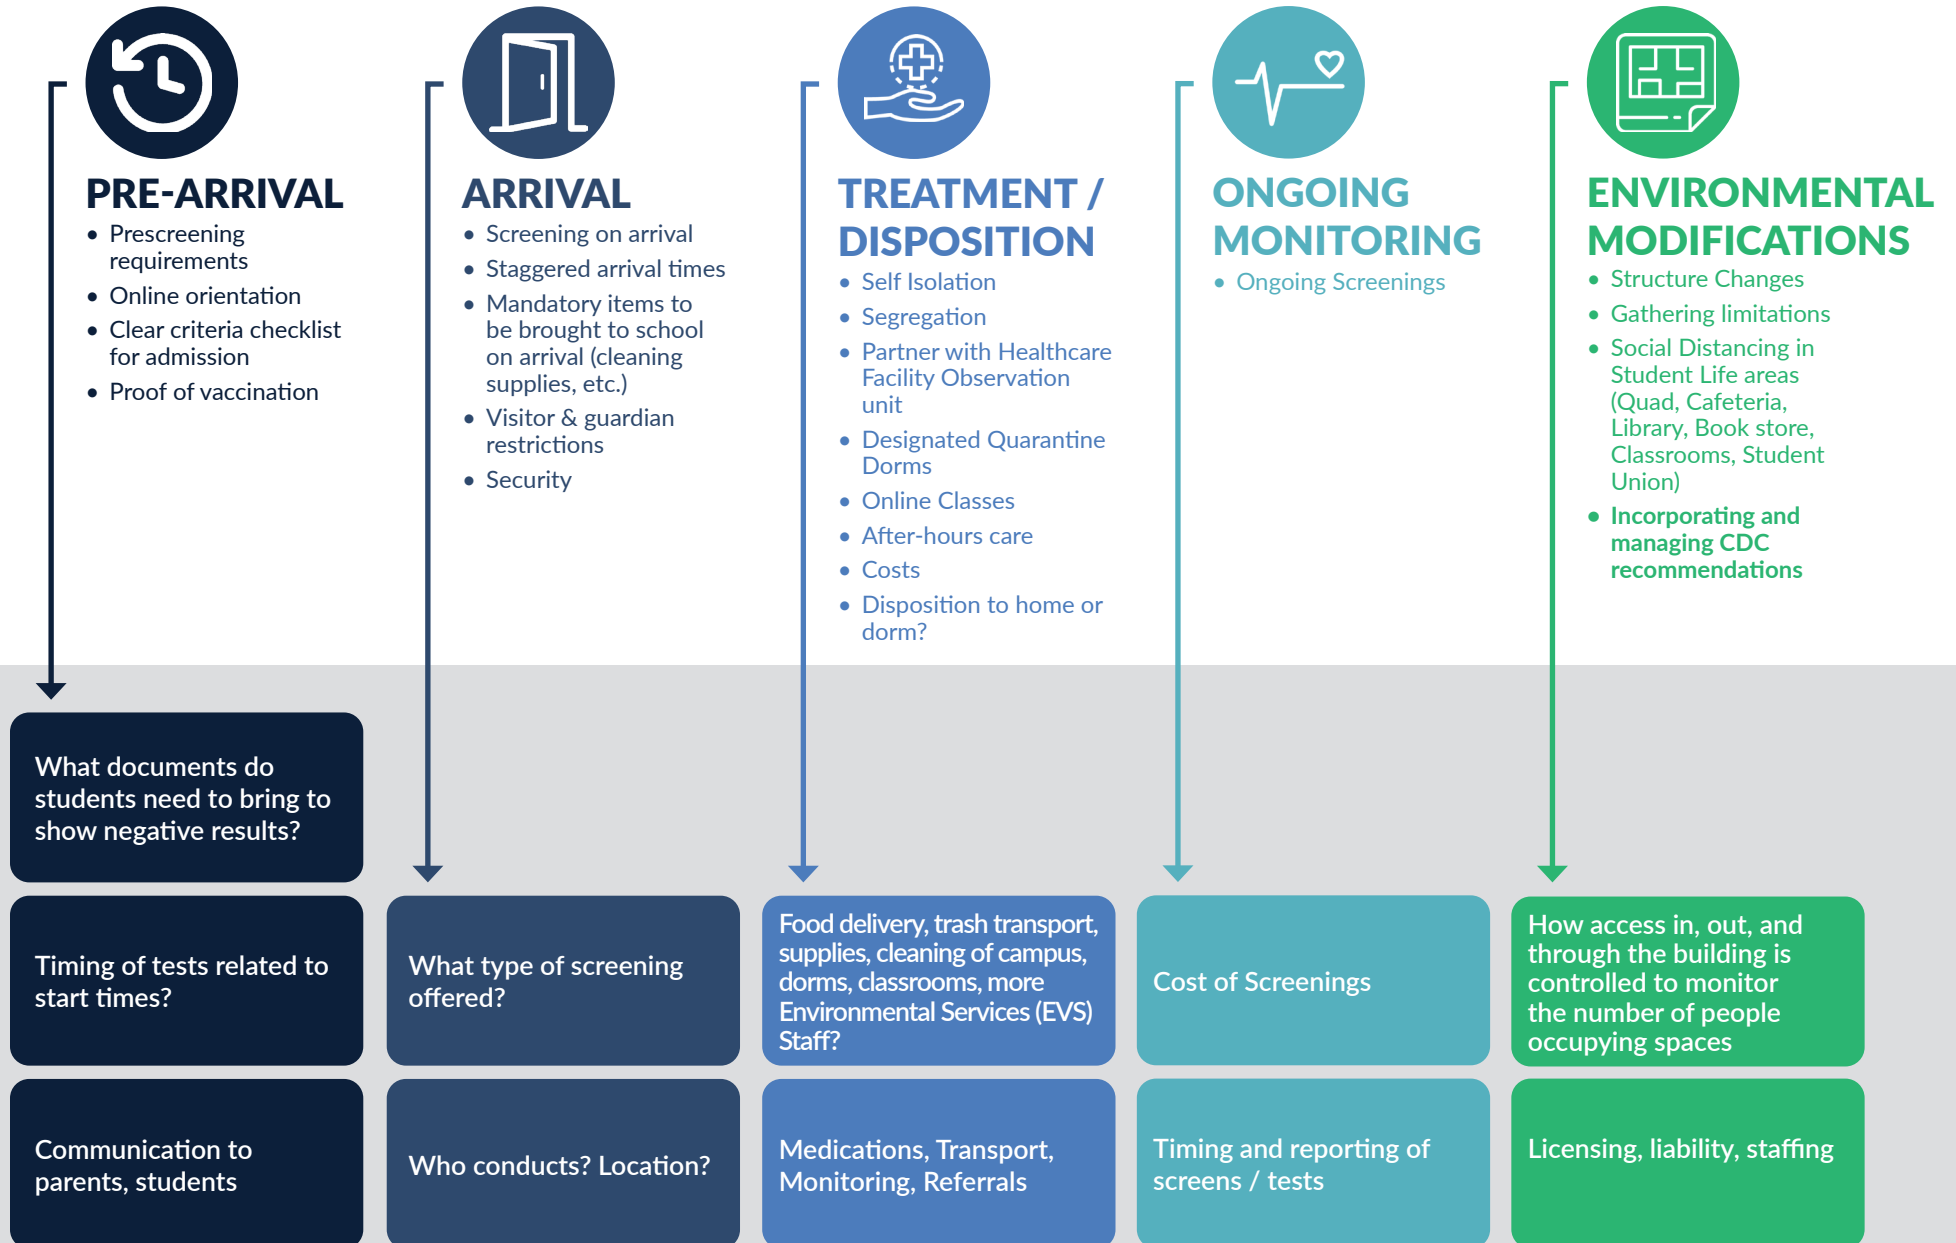 PRE-ARRIVAL
• Prescreening
requirements
• Online orientation
• Clear criteria checklist
for admission
• Proof of vaccination
ARRIVAL
• Screening on arrival
• Staggered arrival times
• Mandatory items to
be brought to school
on arrival (cleaning
supplies, etc.)
• Visitor & guardian
restrictions
• Security
TREATMENT /
DISPOSITION
• Self Isolation
• Segregation
• Partner with Healthcare
Facility Observation
unit
• Designated Quarantine
Dorms
• Online Classes
• After-hours care
• Costs
• Disposition to home or
dorm?
ONGOING
MONITORING
• Ongoing Screenings
ENVIRONMENTAL
MODIFICATIONS
• Structure Changes
• Gathering limitations
• Social Distancing in
Student Life areas
(Quad, Cafeteria,
Library, Book store,
Classrooms, Student
Union)
• Incorporating and
managing CDC
recommendations
What documents do
students need to bring to
show negative results?
Timing of tests related to
start times?
Communication to
parents, students
What type of screening
offered?
Who conducts? Location?
Food delivery, trash transport,
supplies, cleaning of campus,
dorms, classrooms, more
Environmental Services (EVS)
Staff?
Medications, Transport,
Monitoring, Referrals
Cost of Screenings
Timing and reporting of
screens / tests
How access in, out, and
through the building is
controlled to monitor
the number of people
occupying spaces
Licensing, liability, staffing